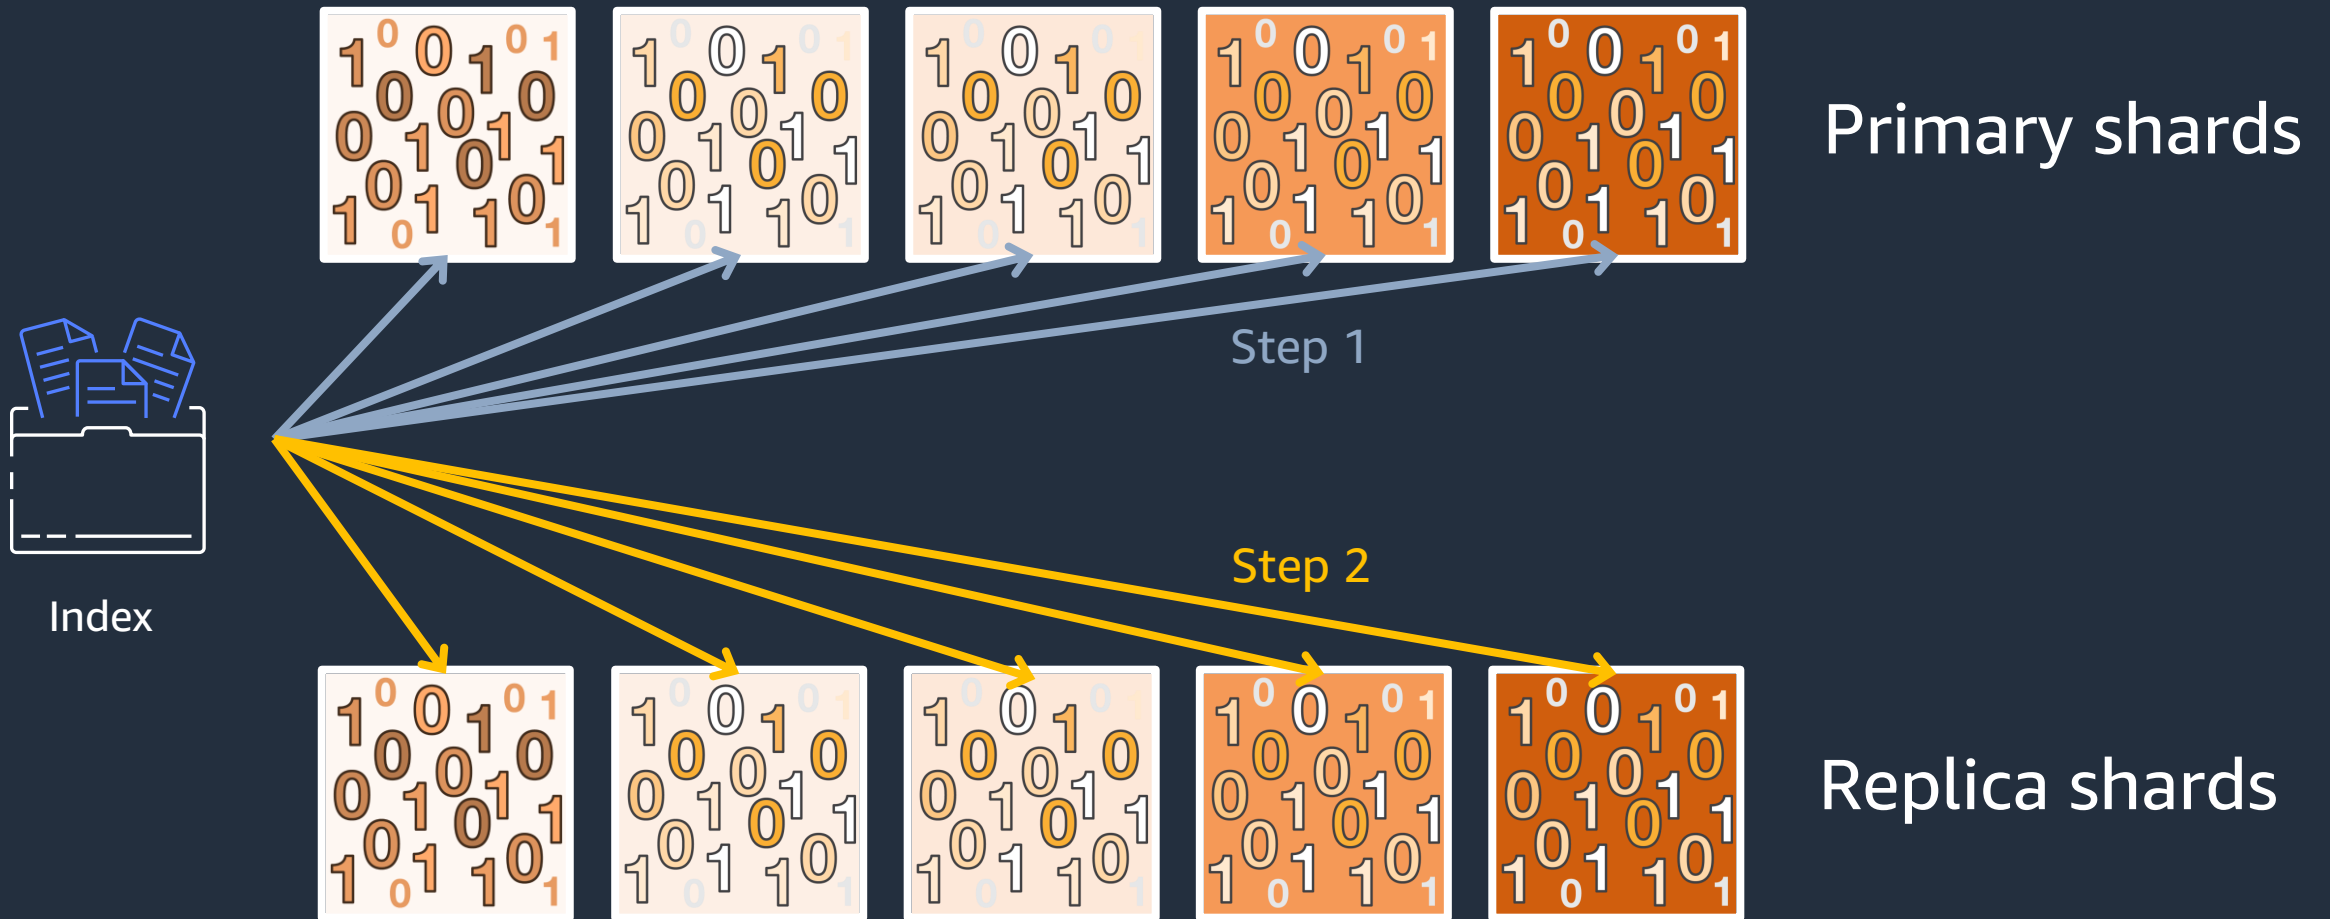 Primary shards
Step 1
Step 2
Index
Replica shards